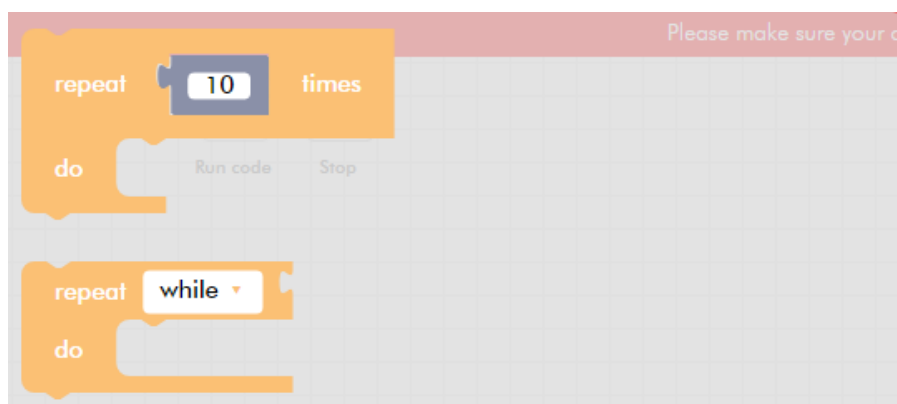 Please make sure your
repeat 10 times
do
Run code Stop
repeat while
do